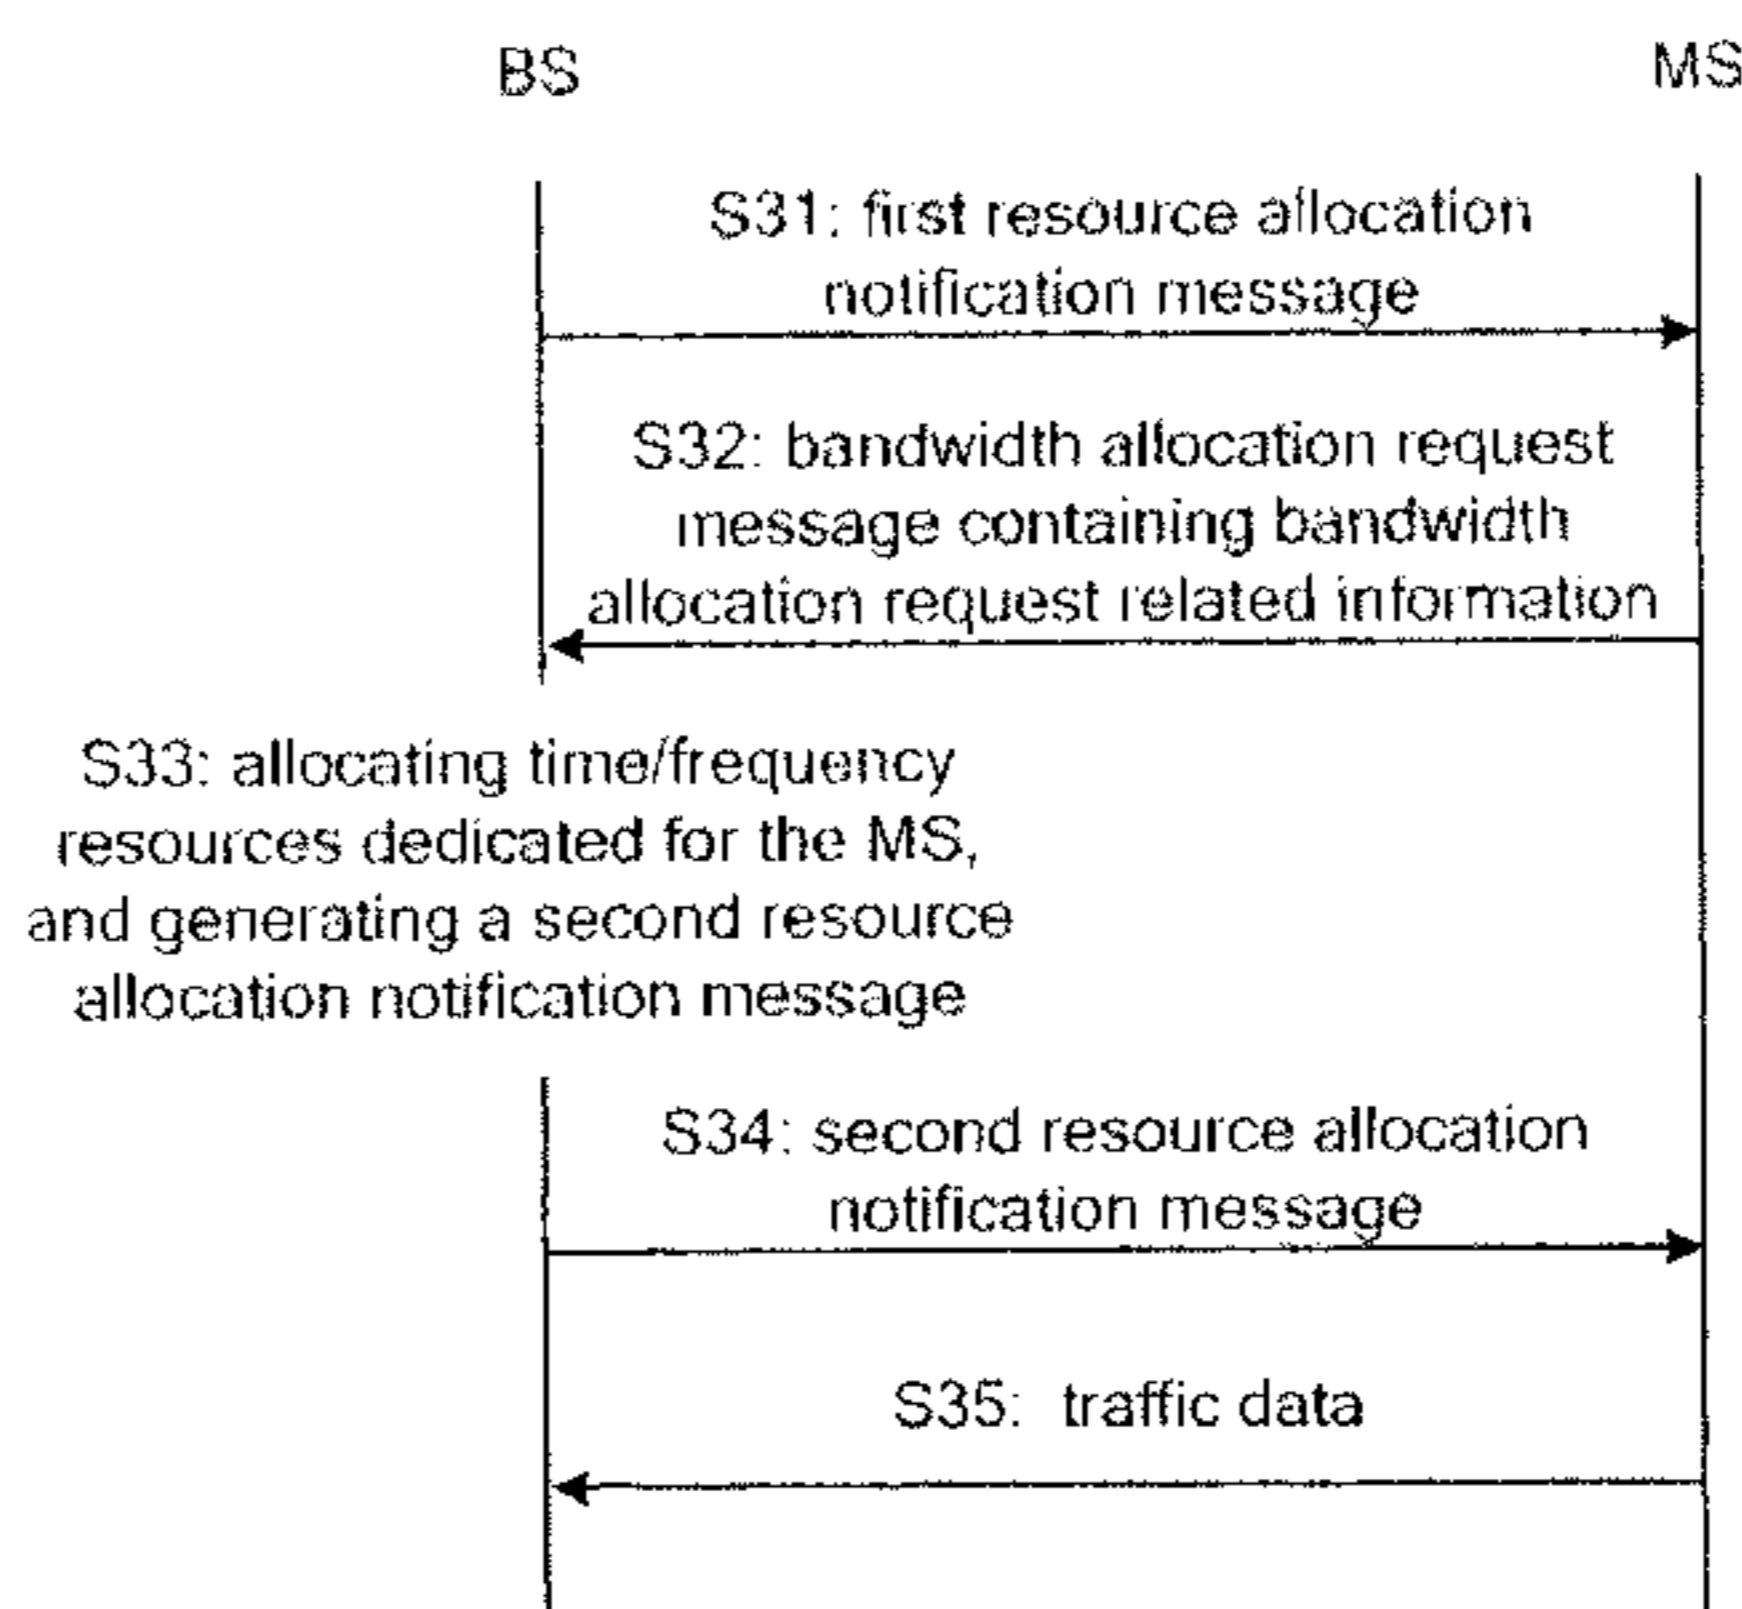 BS
MS
S31: first resource allocation
notification message
S32: bandwidth allocation request
message containing bandwidth
allocation request related information
S33: allocating time/frequency
resources dedicated for the MS,
and generating a second resource
allocation notification message
S34: second resource allocation
notification message
S35: traffic data